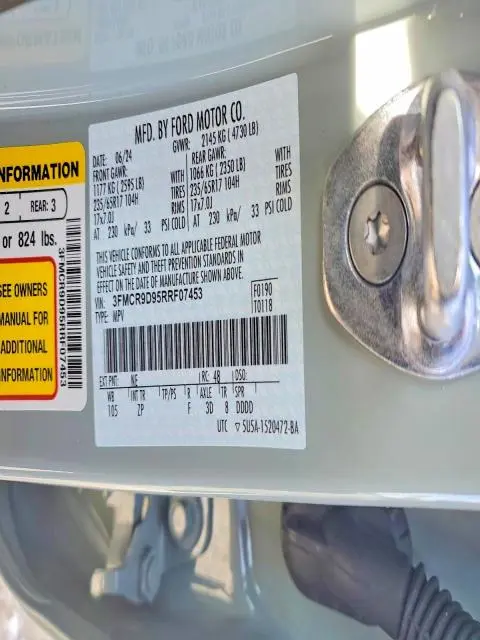 MFD. BY FORD MOTOR CO.
DATE: 06/24 GVWR: 2145 KG ( 4730 LB)
FRONT GAWR: REAR GAWR:
1177 KG ( 2595 LB) WITH 1066 KG ( 2350 LB) WITH
235/65R17 104H TIRES 235/65R17 104H TIRES
17x7.0J RIMS 17x7.0J RIMS
AT 230 kPa/ 33 PSI COLD AT 230 kPa/ 33 PSI COLD
THIS VEHICLE CONFORMS TO ALL APPLICABLE FEDERAL MOTOR
VEHICLE SAFETY AND THEFT PREVENTION STANDARDS IN
EFFECT ON THE DATE OF MANUFACTURE SHOWN ABOVE.
VIN: 3FMCR9D95RRF07453 F0190
TYPE: MPV T0118
EXT PNT: NE RC: 48 DSO:
WB INT TR TP/PS R AXLE TR SPR
105 ZP F 3D 8 DDDD
UTC ▽ SU5A-1520472-BA
INFORMATION
2 REAR: 3
or 824 lbs.
SEE OWNERS
MANUAL FOR
ADDITIONAL
INFORMATION
3FMCR9D95RRF07453